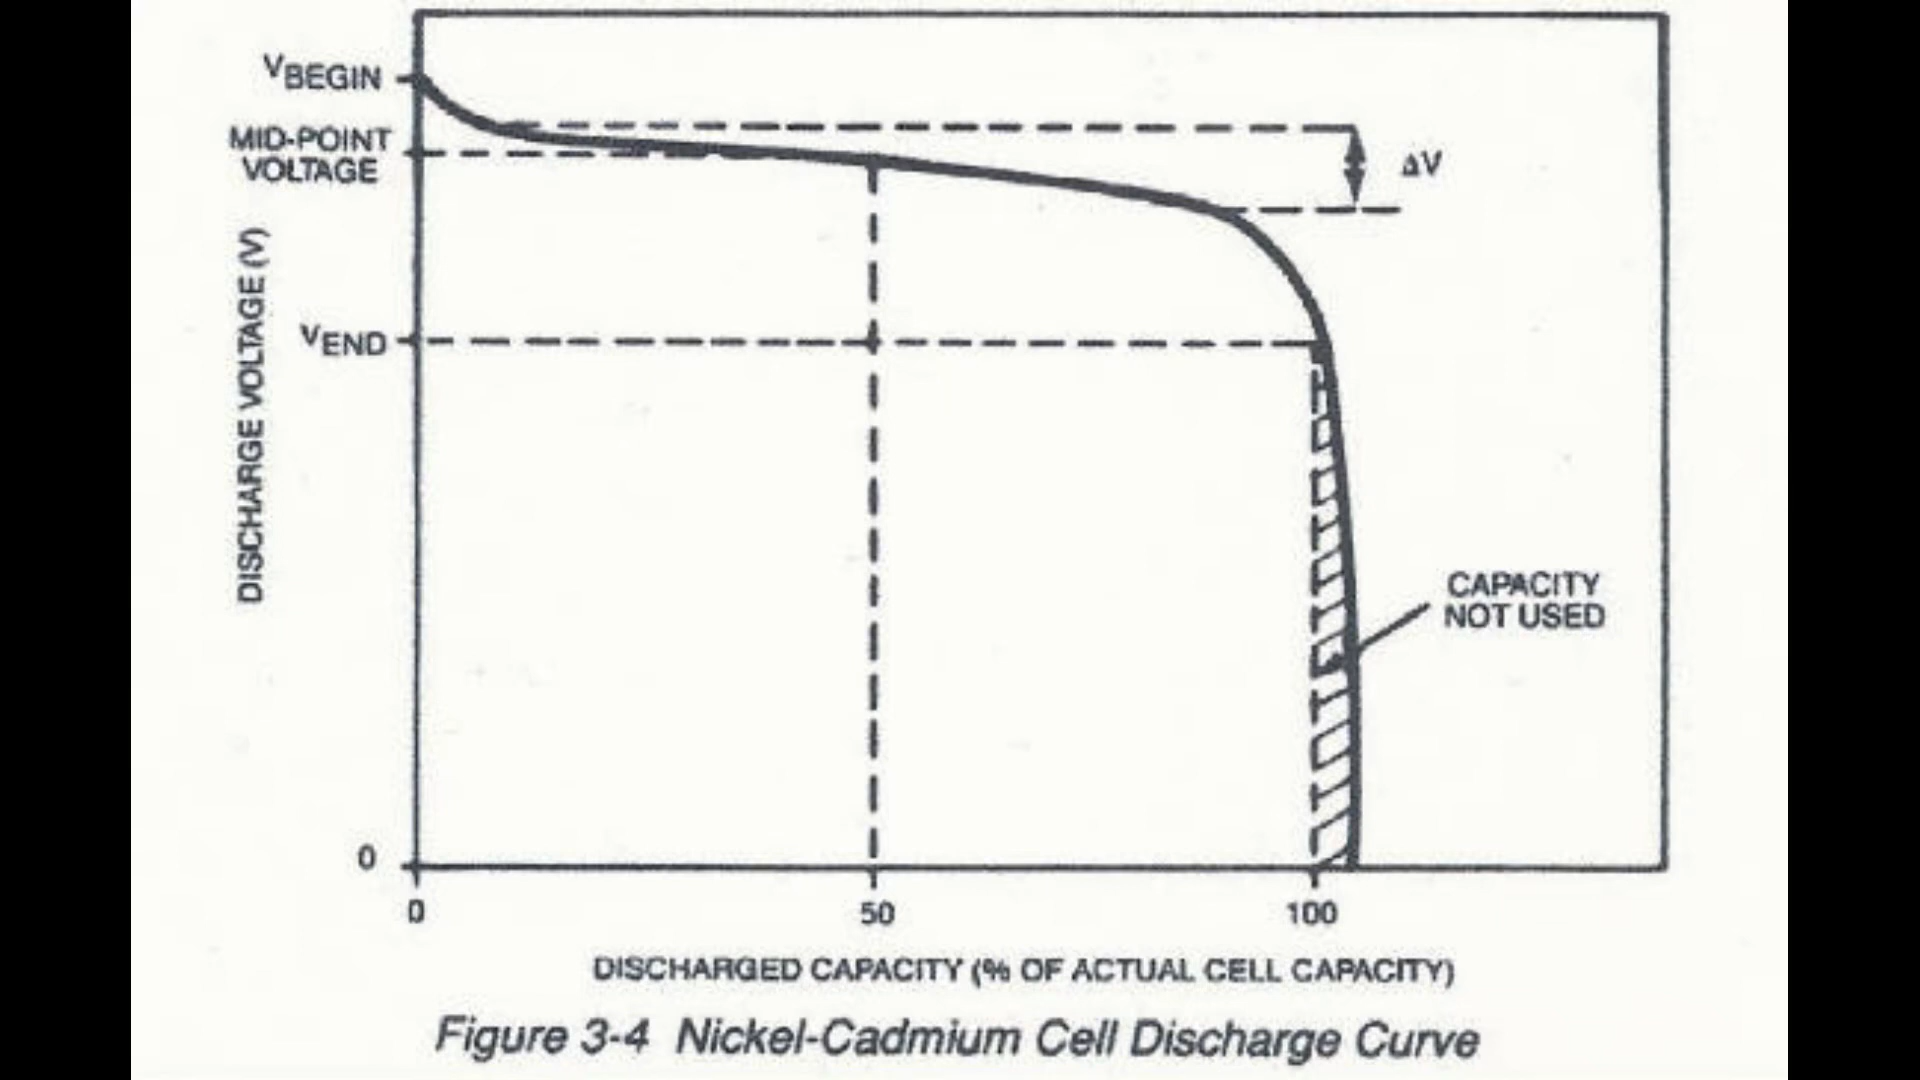 VBEGIN
MID-POINT
VOLTAGE
ΔV
DISCHARGE VOLTAGE (V)
VEND
CAPACITY
NOT USED
0
0
50
100
DISCHARGED CAPACITY (% OF ACTUAL CELL CAPACITY)
Figure 3-4 Nickel-Cadmium Cell Discharge Curve